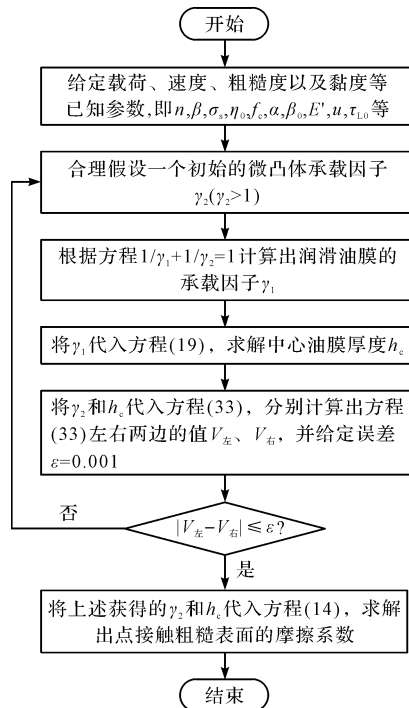 开始
给定载荷、速度、粗糙度以及黏度等
已知参数,即n,β,σs,η0,fc,α,β0,E',u,τL0等
合理假设一个初始的微凸体承载因子
γ2(γ2>1)
根据方程1/γ1+1/γ2=1计算出润滑油膜的
承载因子γ1
将γ1代入方程(19)，求解中心油膜厚度hc
将γ2和hc代入方程(33)，分别计算出方程
(33)左右两边的值V左、V右，并给定误差
ε=0.001
否
|V左−V右|≤ε?
是
将上述获得的γ2和hc代入方程(14)，求解
出点接触粗糙表面的摩擦系数
结束